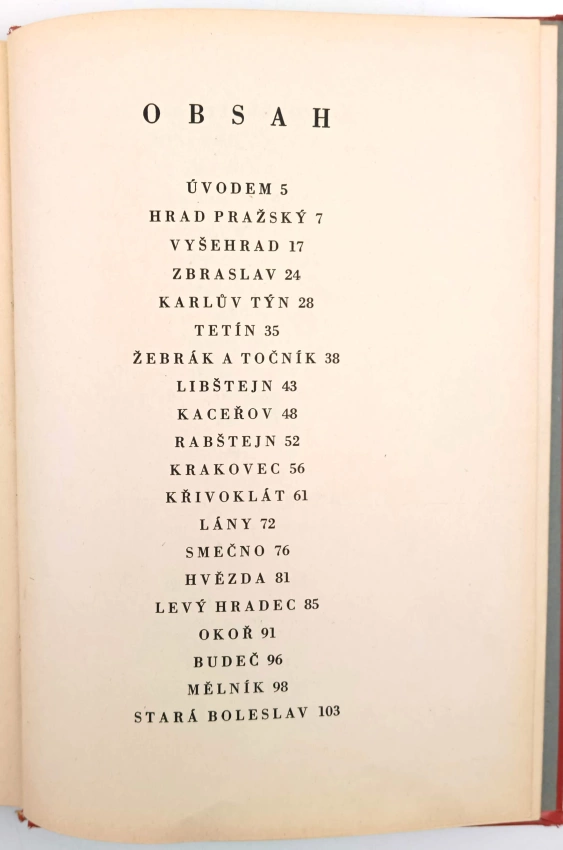 OBSAH
ÚVODEM 5
HRAD PRAŽSKÝ 7
VYŠEHRAD 17
ZBRASLAV 24
KARLŮV TÝN 28
TETÍN 35
ŽEBRÁK A TOČNÍK 38
LIBŠTEJN 43
KACEŘOV 48
RABŠTEJN 52
KRAKOVEC 56
KŘIVOKLÁT 61
LÁNY 72
SMEČNO 76
HVĚZDA 81
LEVÝ HRADEC 85
OKOŘ 91
BUDEČ 96
MĚLNÍK 98
STARÁ BOLESLAV 103